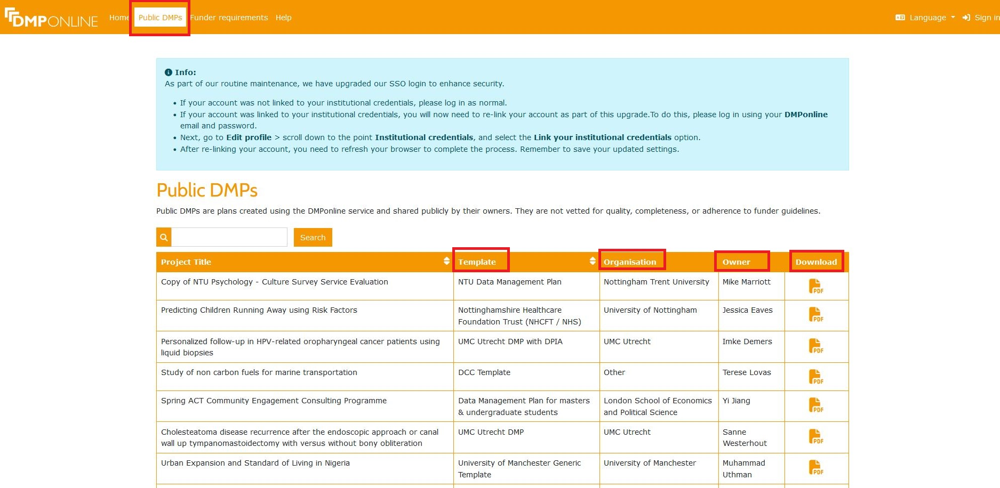 DMPONLINE Home Public DMPs Funder requirements Help Language Sign in
Info:
As part of our routine maintenance, we have upgraded our SSO login to enhance security.
• If your account was not linked to your institutional credentials, please log in as normal.
• If your account was linked to your institutional credentials, you will now need to re-link your account as part of this upgrade.To do this, please log in using your DMPonline
email and password.
• Next, go to Edit profile > scroll down to the point Institutional credentials, and select the Link your institutional credentials option.
• After re-linking your account, you need to refresh your browser to complete the process. Remember to save your updated settings.
Public DMPs
Public DMPs are plans created using the DMPonline service and shared publicly by their owners. They are not vetted for quality, completeness, or adherence to funder guidelines.
Search
Project Title Template Organisation Owner Download
Copy of NTU Psychology - Culture Survey Service Evaluation NTU Data Management Plan Nottingham Trent University Mike Marriott PDF
Predicting Children Running Away using Risk Factors Nottinghamshire Healthcare University of Nottingham Jessica Eaves PDF
Foundation Trust (NHCFT / NHS)
Personalized follow-up in HPV-related oropharyngeal cancer patients using UMC Utrecht DMP with DPIA UMC Utrecht Imke Demers PDF
liquid biopsies
Study of non carbon fuels for marine transportation DCC Template Other Terese Lovas PDF
Spring ACT Community Engagement Consulting Programme Data Management Plan for masters London School of Economics Yi Jiang PDF
& undergraduate students and Political Science
Cholesteatoma disease recurrence after the endoscopic approach or canal UMC Utrecht DMP UMC Utrecht Sanne PDF
wall up tympanomastoidectomy with versus without bony obliteration Westerhout
Urban Expansion and Standard of Living in Nigeria University of Manchester Generic University of Manchester Muhammad PDF
Template Uthman